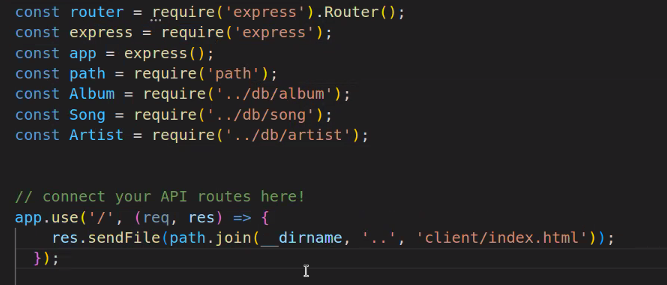 const router = require('express').Router();
const express = require('express');
const app = express();
const path = require('path');
const Album = require('../db/album');
const Song = require('../db/song');
const Artist = require('../db/artist');
// connect your API routes here!
app.use('/', (req, res) => {
res.sendFile(path.join(__dirname, '..', 'client/index.html'));
});